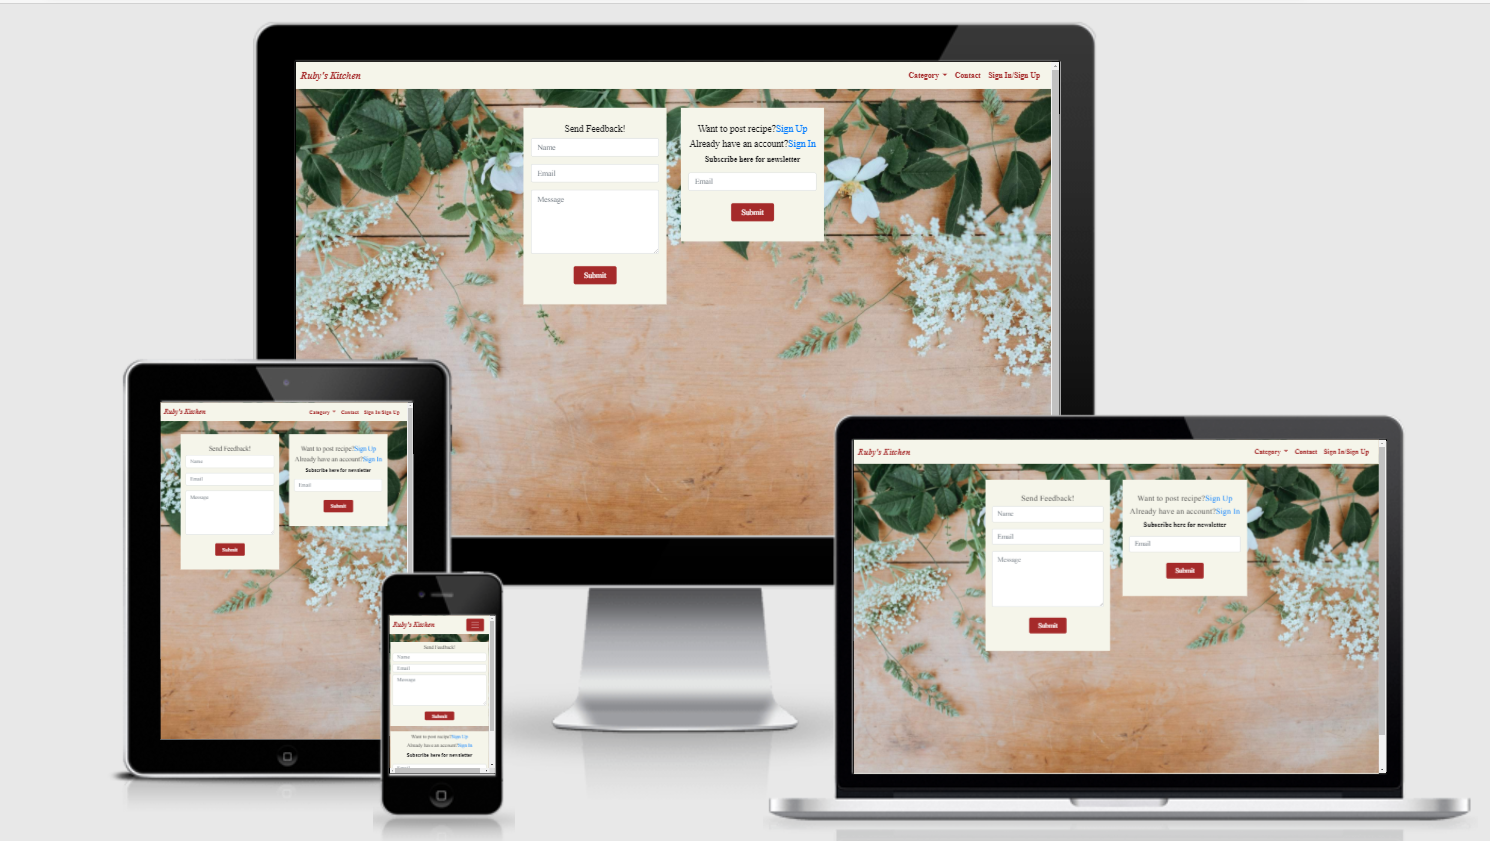 Ruby's Kitchen
Category Contact Sign In/Sign Up
Send Feedback!
Name
Email
Message
Submit
Want to post recipe?Sign Up
Already have an account?Sign In
Subscribe here for newsletter
Email
Submit
Ruby's Kitchen
Category Contact Sign In/Sign Up
Send Feedback!
Name
Email
Message
Submit
Want to post recipe?Sign Up
Already have an account?Sign In
Subscribe here for newsletter
Email
Submit
Ruby's Kitchen
Send Feedback!
Name
Email
Message
Submit
Want to post recipe?Sign Up
Already have an account?Sign In
Subscribe here for newsletter
Ruby's Kitchen
Category Contact Sign In/Sign Up
Send Feedback!
Name
Email
Message
Submit
Want to post recipe?Sign Up
Already have an account?Sign In
Subscribe here for newsletter
Email
Submit